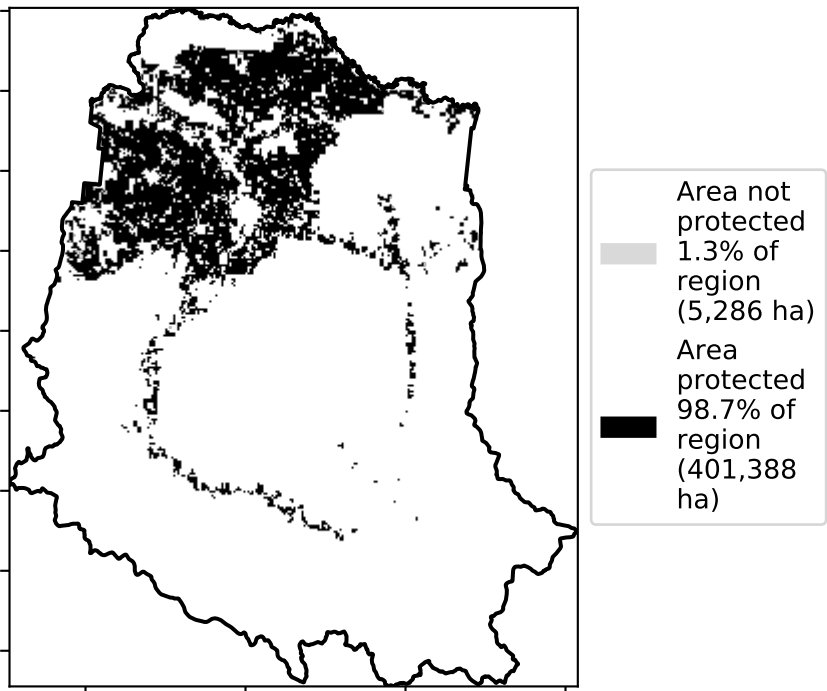 Area not
protected
1.3% of
region
(5,286 ha)
Area
protected
98.7% of
region
(401,388
ha)